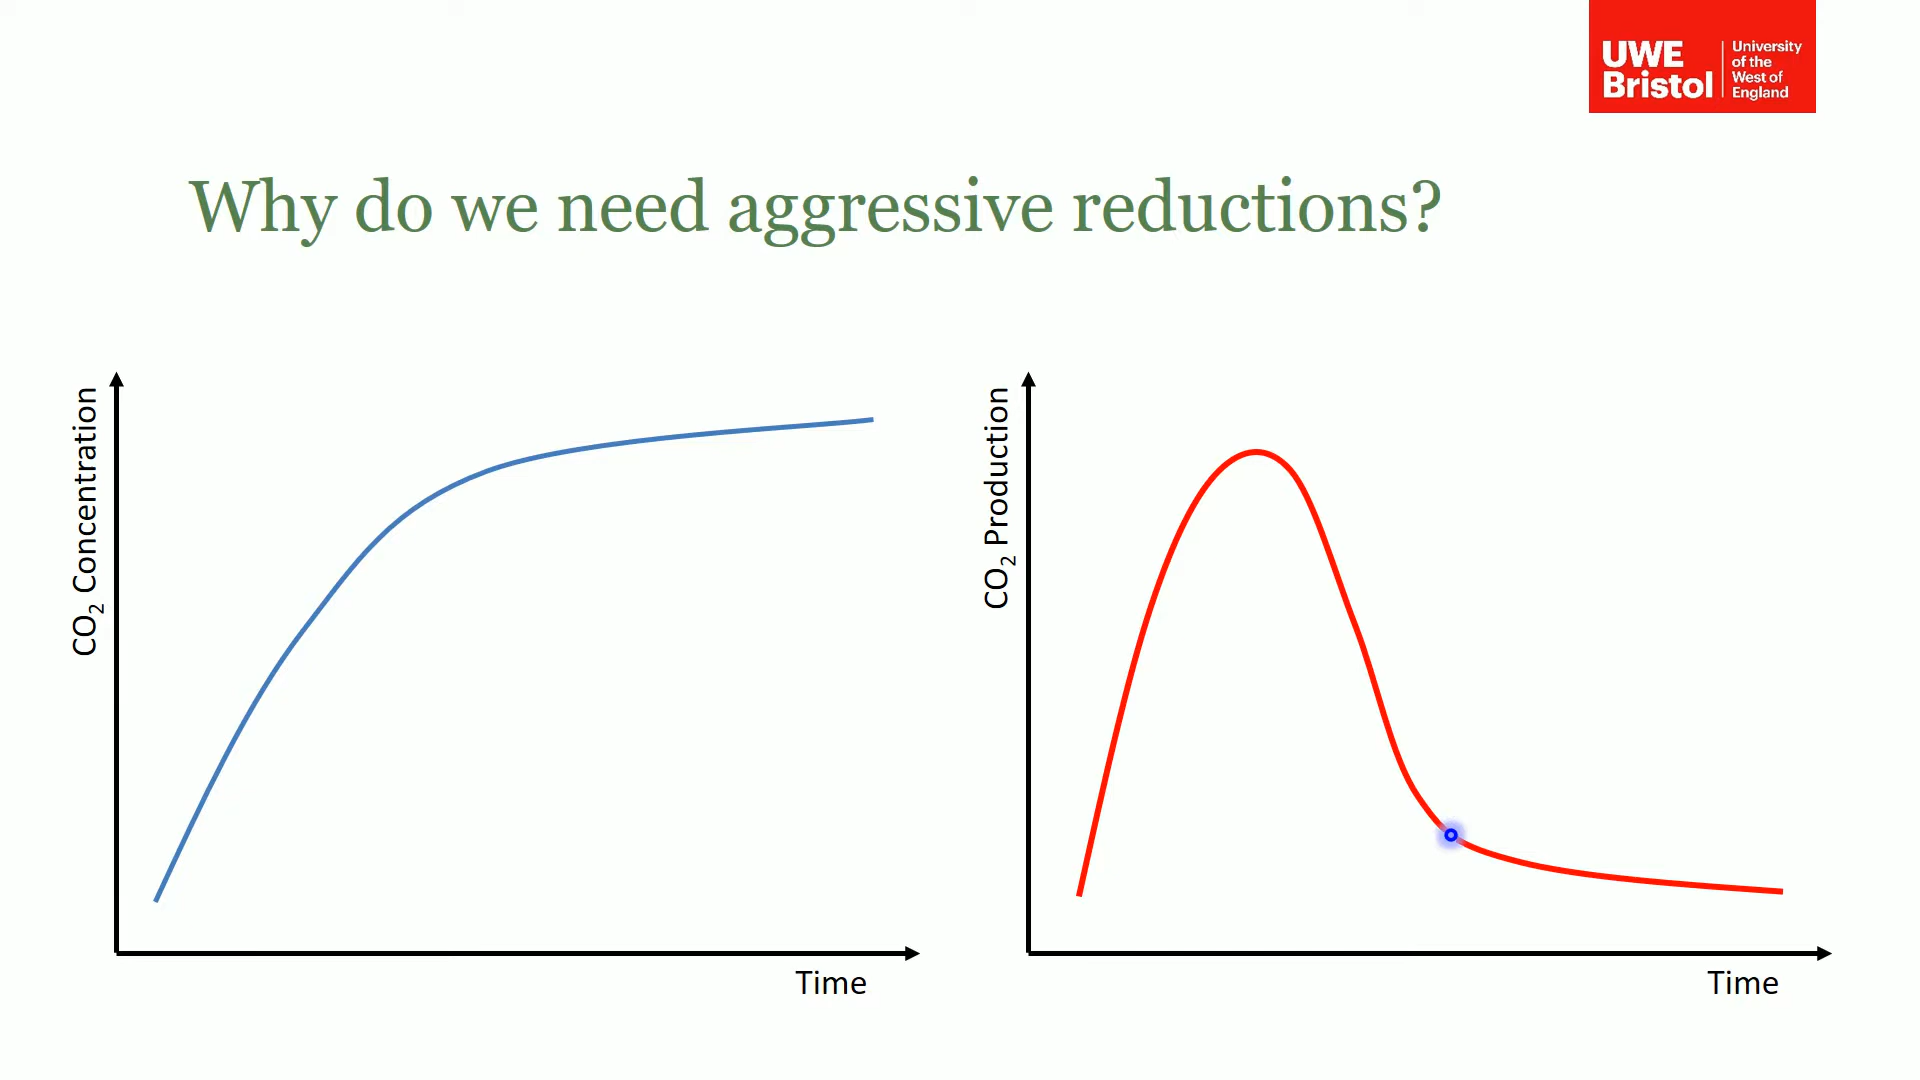 UWE
Bristol
University
of the
West of
England
Why do we need aggressive reductions?
CO₂ Concentration
Time
CO₂ Production
Time